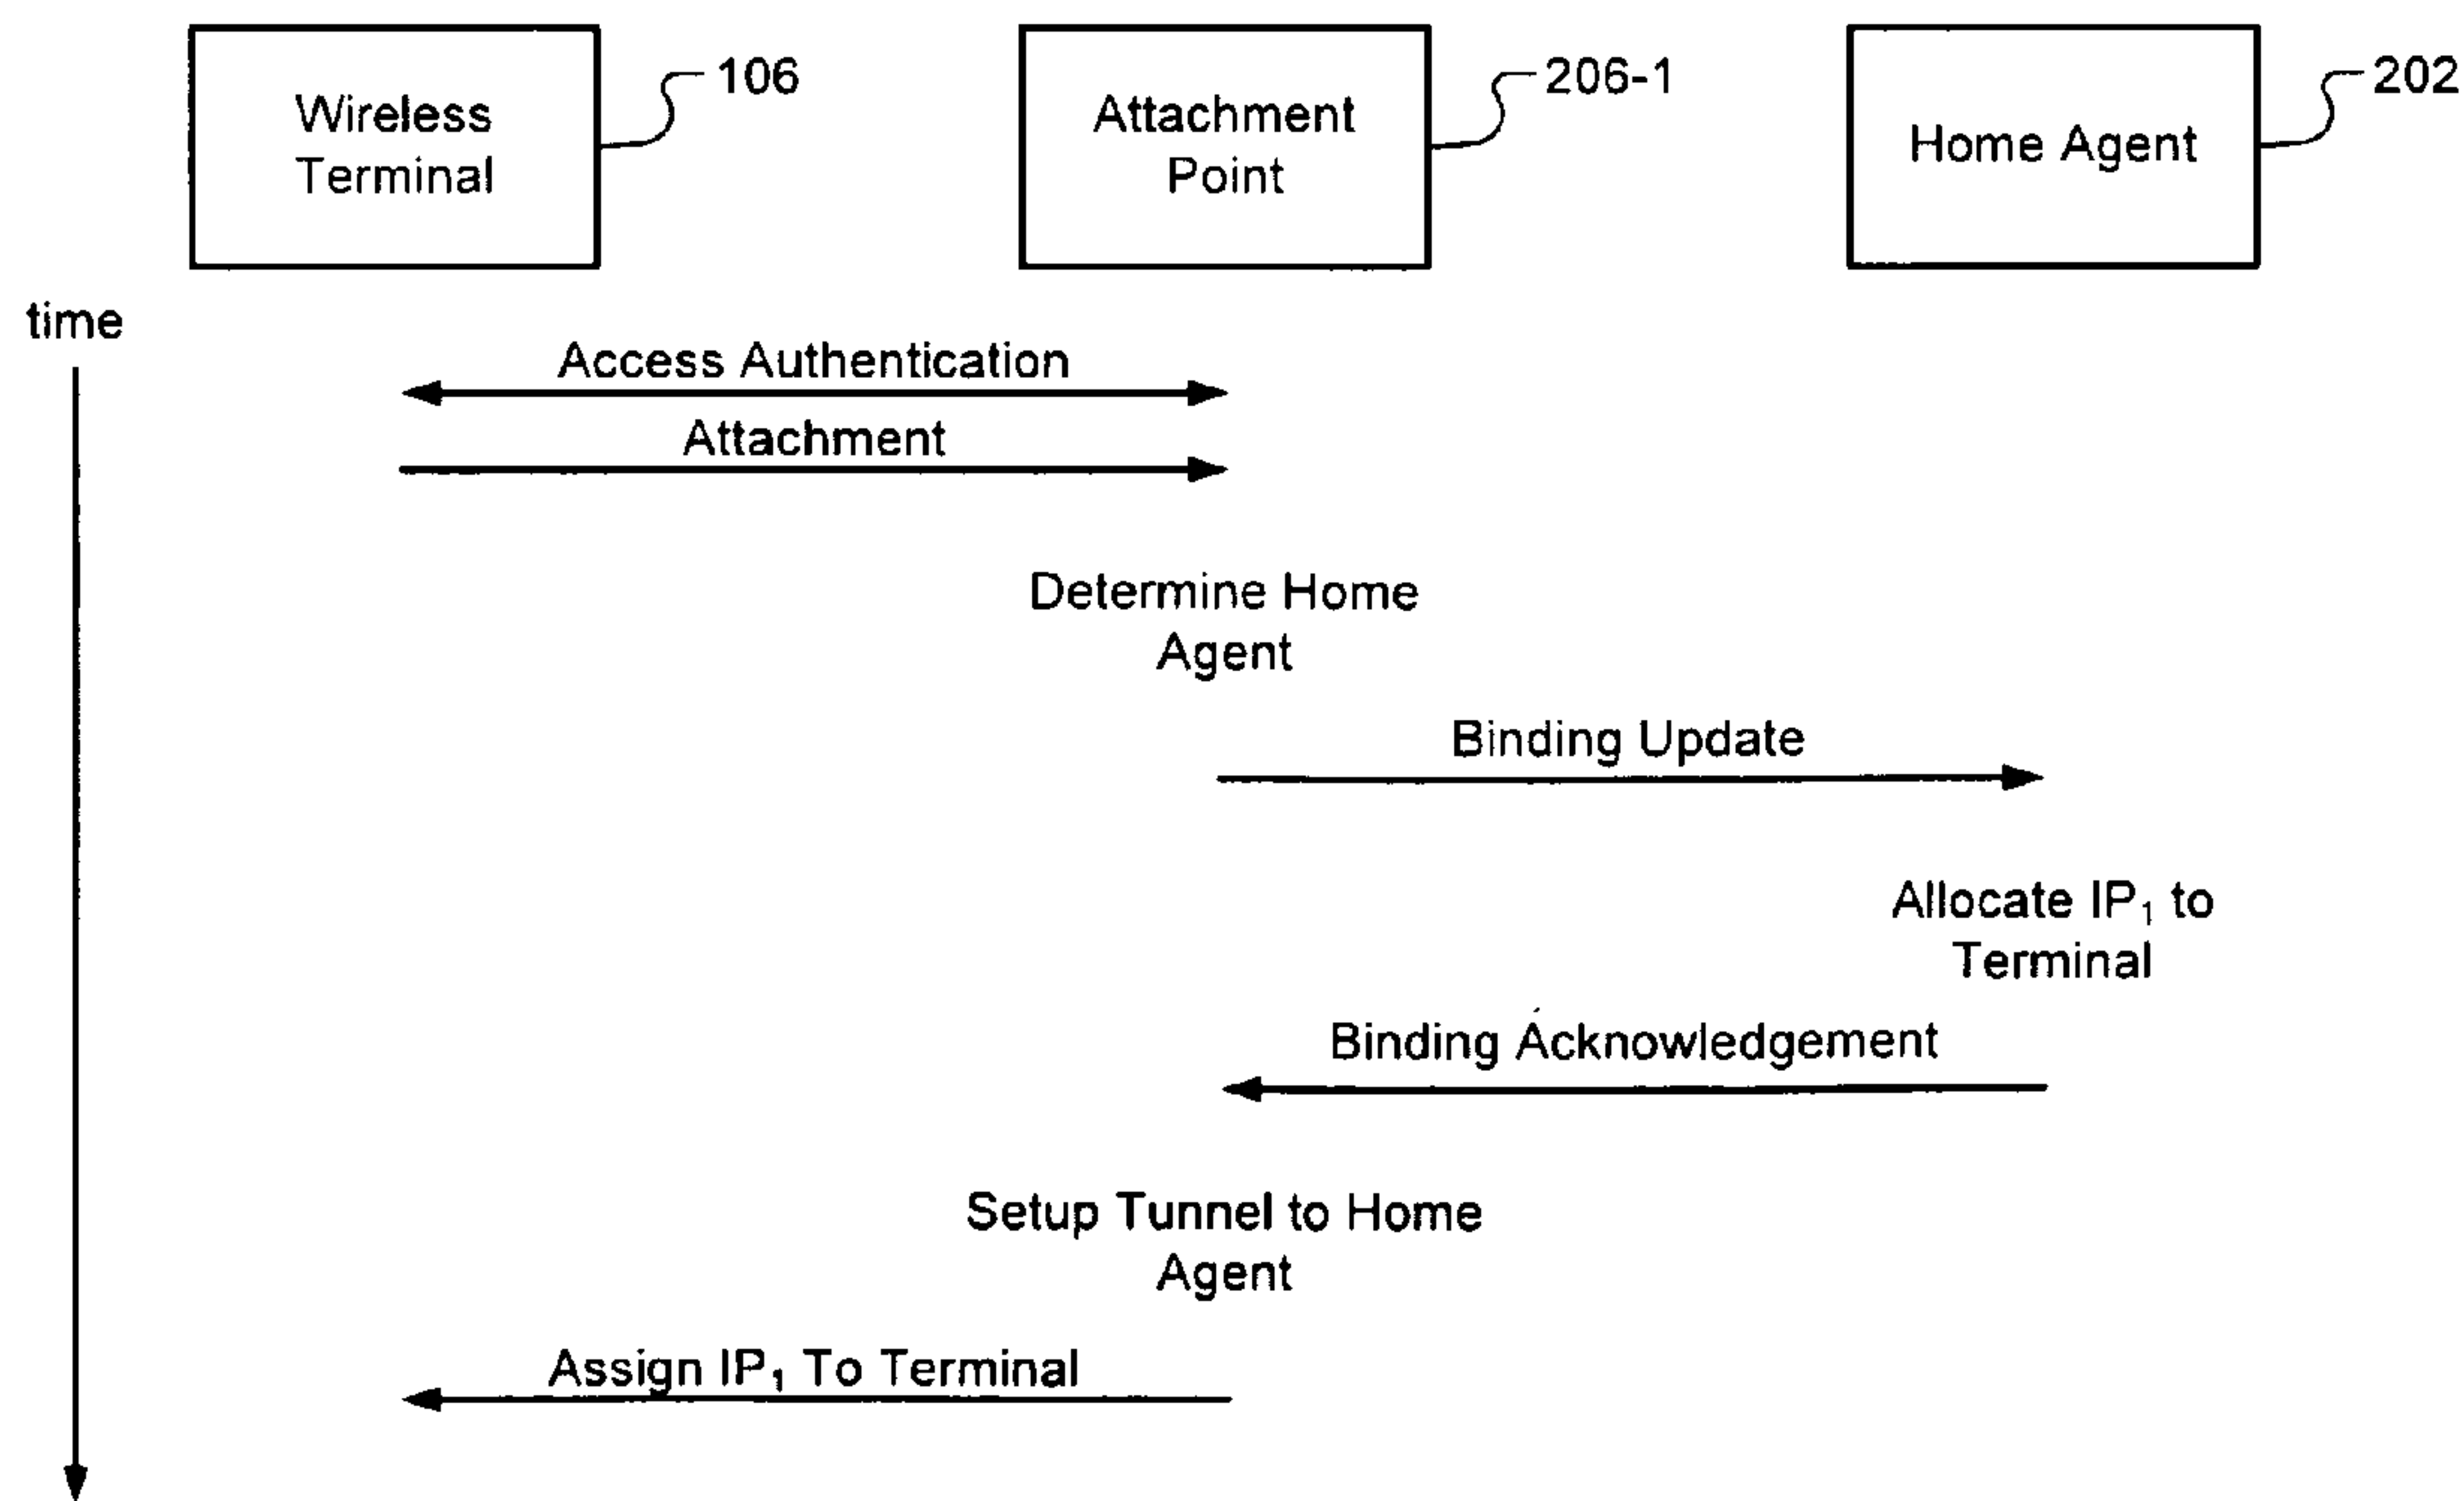 Wireless
Terminal
106
Attachment
Point
206-1
Home Agent
202
time
Access Authentication
Attachment
Determine Home
Agent
Binding Update
Allocate IP₁ to
Terminal
Binding Acknowledgement
Setup Tunnel to Home
Agent
Assign IP₁ To Terminal